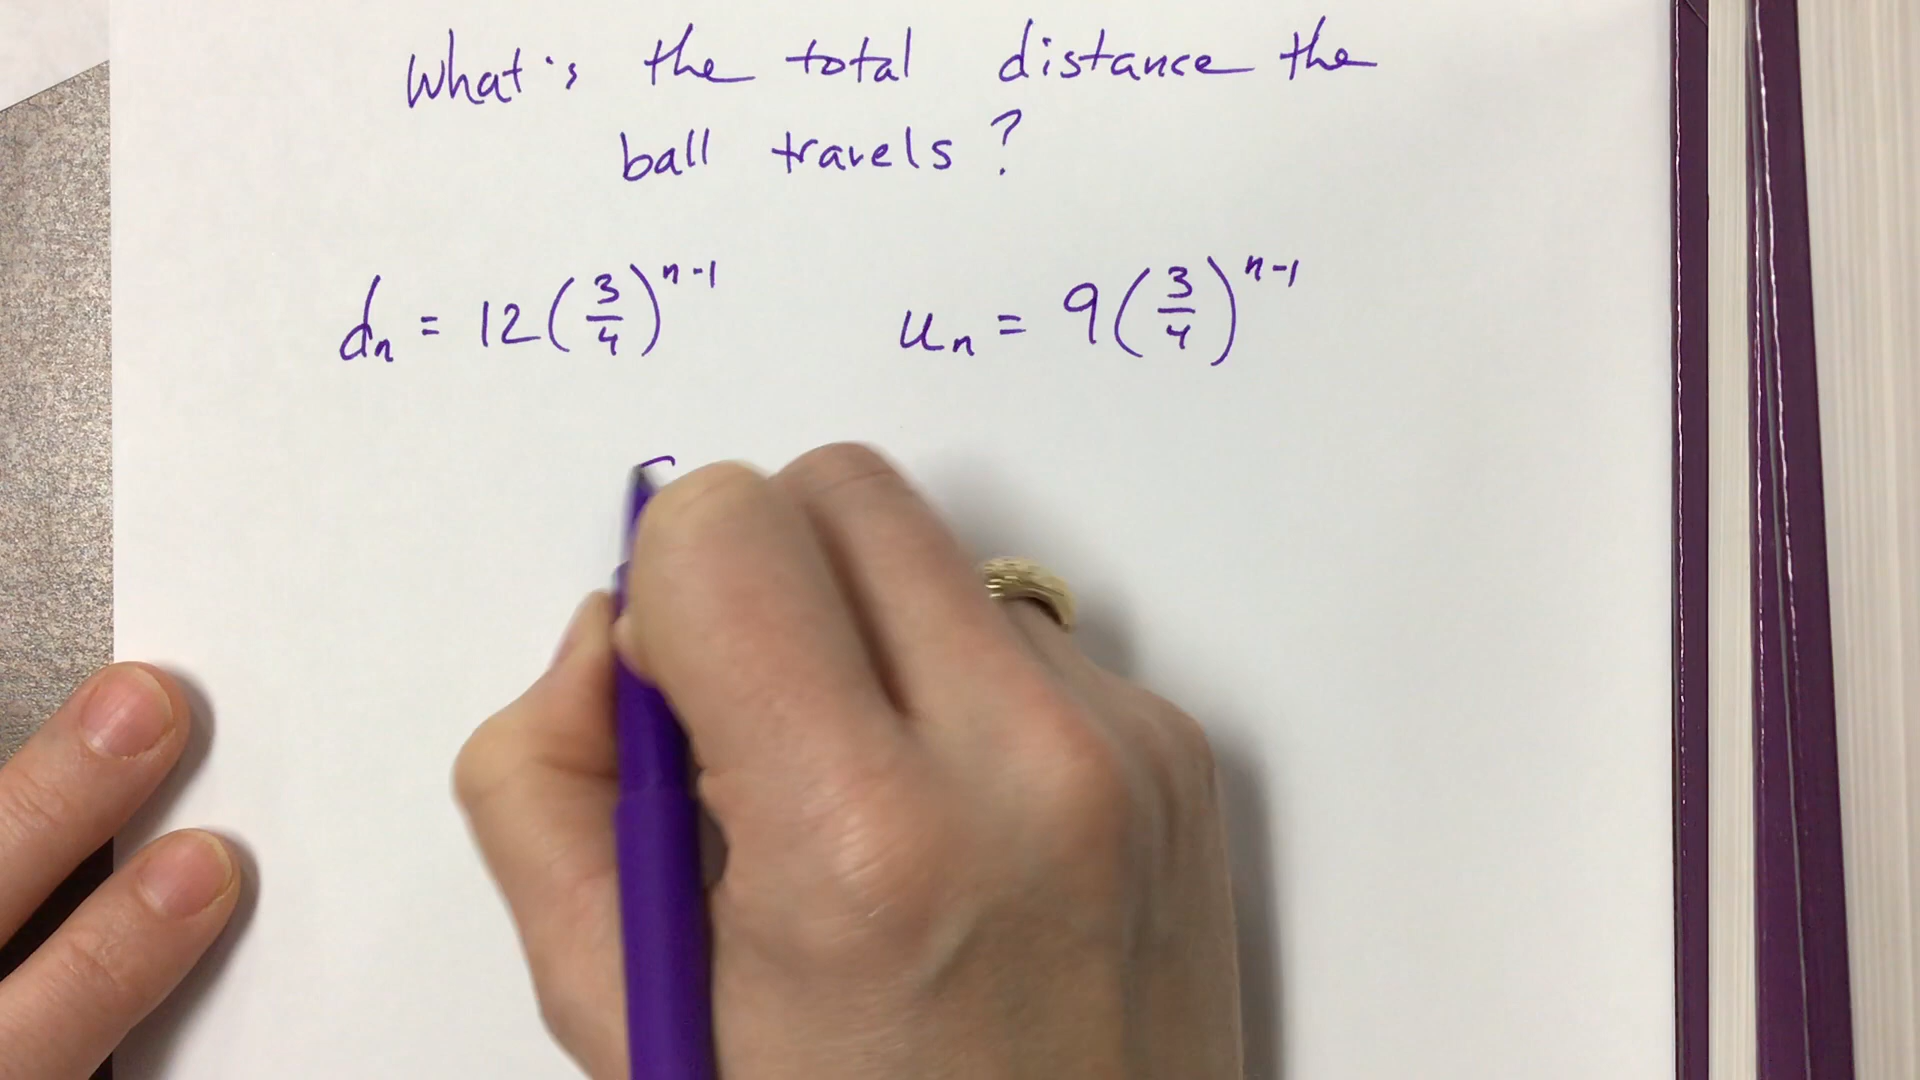 What's the total distance the
ball travels?
dₙ = 12(3/4)ⁿ⁻¹ uₙ = 9(3/4)ⁿ⁻¹